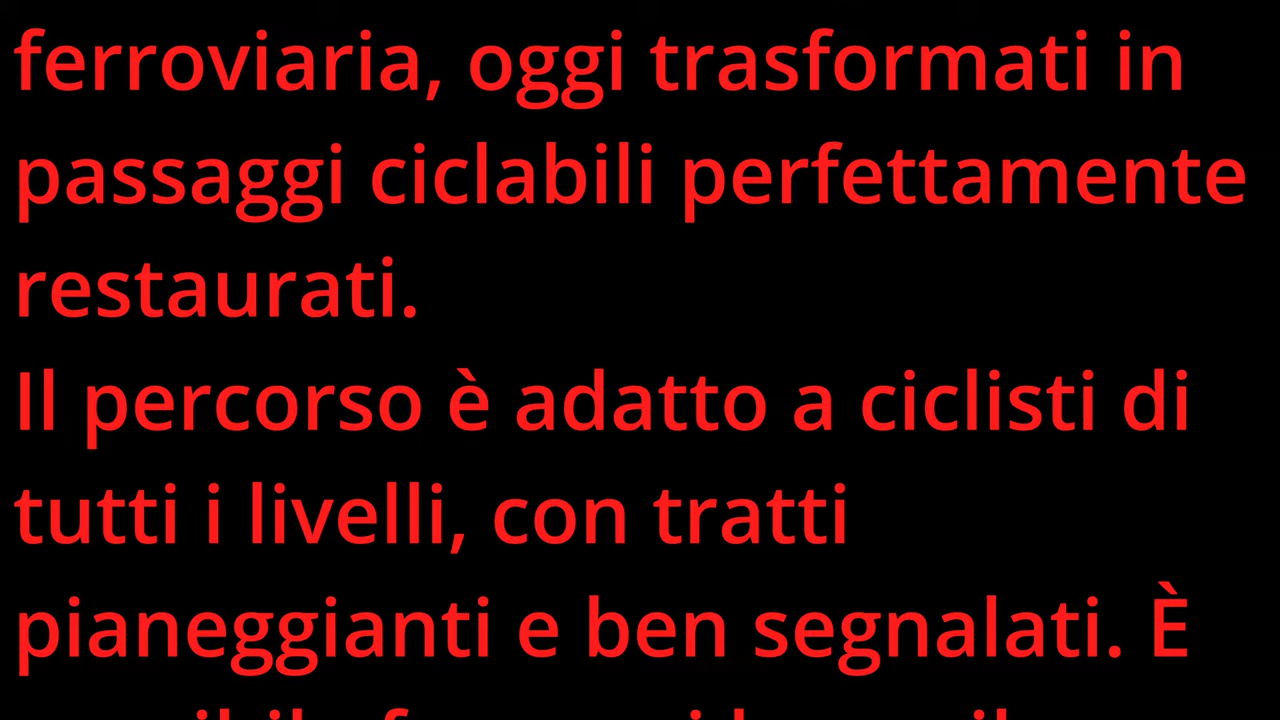 ferroviaria, oggi trasformati in
passaggi ciclabili perfettamente
restaurati.
Il percorso è adatto a ciclisti di
tutti i livelli, con tratti
pianeggianti e ben segnalati. È